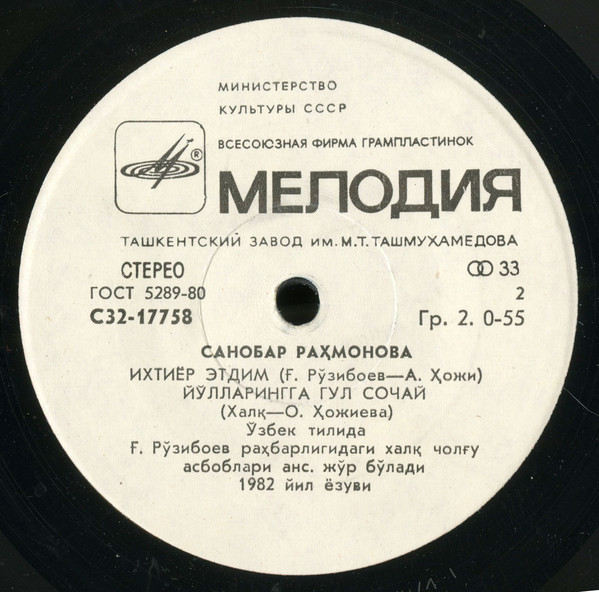 МИНИСТЕРСТВО
КУЛЬТУРЫ СССР
ВСЕСОЮЗНАЯ ФИРМА ГРАМПЛАСТИНОК
®
МЕЛОДИЯ
ТАШКЕНТСКИЙ ЗАВОД ИМ. М.Т. ТАШМУХАМЕДОВА
СТЕРЕО 33
ГОСТ 5289-80 2
С32-17758 Гр. 2. 0-55
САНОБАР РАҲМОНОВА
ИХТИЁР ЭТДИМ (Ғ. Рўзибоев—А. Ҳожи)
ЙЎЛЛАРИНГГА ГУЛ СОЧАЙ
(Халқ—О. Ҳожиева)
Ўзбек тилида
Ғ. Рўзибоев раҳбарлигидаги халқ чолғу
асбоблари анс. жўр бўлади
1982 йил ёзуви